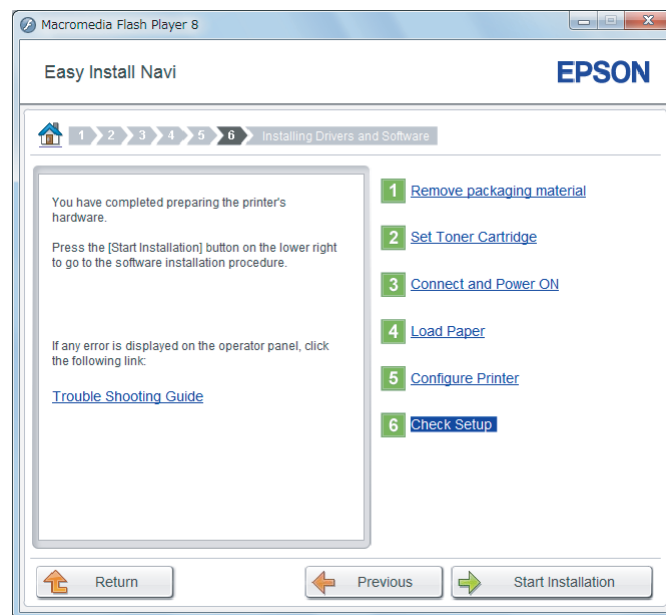 Macromedia Flash Player 8
Easy Install Navi
EPSON
1 2 3 4 5 6 Installing Drivers and Software
You have completed preparing the printer's
hardware.
Press the [Start Installation] button on the lower right
to go to the software installation procedure.
If any error is displayed on the operator panel, click
the following link:
Trouble Shooting Guide
1 Remove packaging material
2 Set Toner Cartridge
3 Connect and Power ON
4 Load Paper
5 Configure Printer
6 Check Setup
Return
Previous
Start Installation